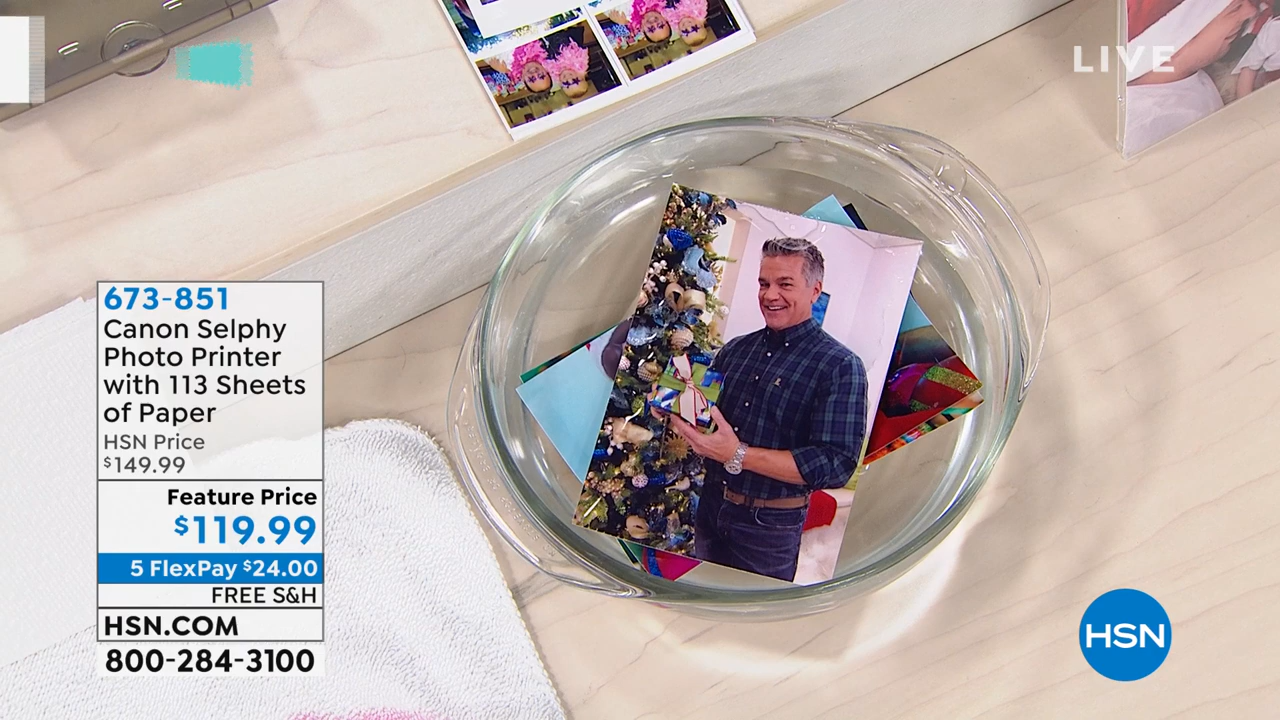 LIVE
673-851
Canon Selphy
Photo Printer
with 113 Sheets
of Paper
HSN Price
$149.99
Feature Price
$119.99
5 FlexPay $24.00
FREE S&H
HSN.COM
800-284-3100
HSN